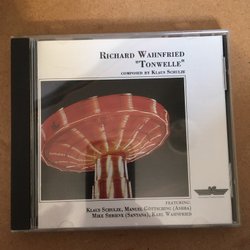 Richard Wahnfried
"Tonwelle"
composed by Klaus Schulze
featuring:
Klaus Schulze, Manuel Göttsching (Ashra)
Mike Shrieve (Santana), Karl Wahnfried